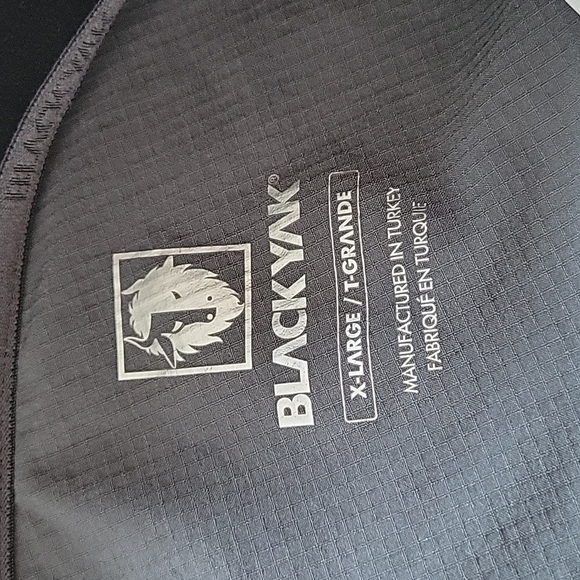 BLACKYAK®
X-LARGE / T-GRANDE
MANUFACTURED IN TURKEY
FABRIQUÉ EN TURQUIE